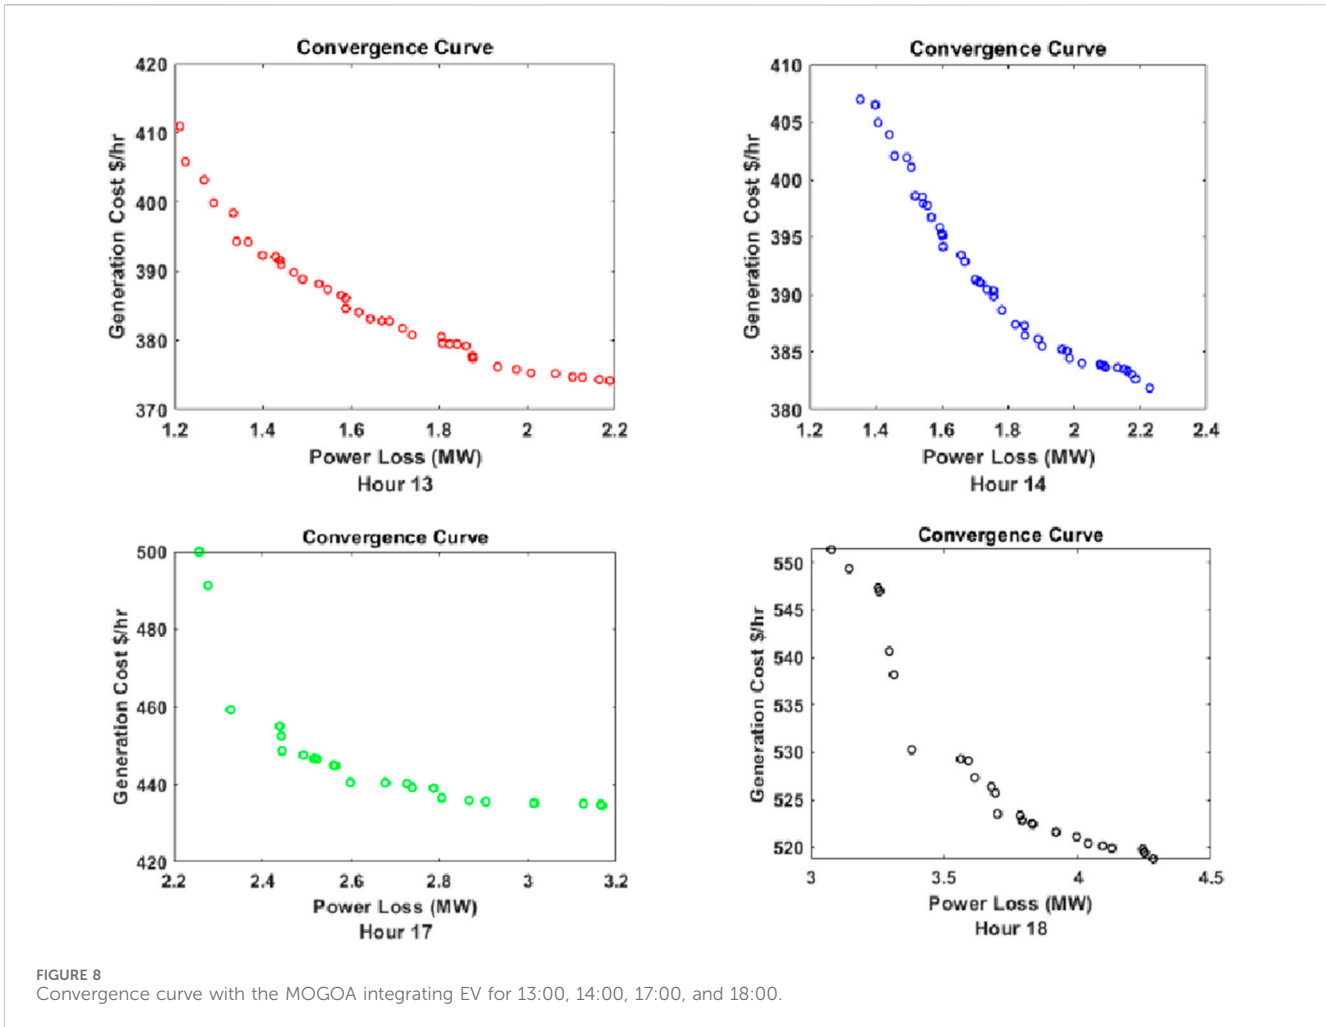 Convergence Curve
420
410
400
390
380
370
Generation Cost $/hr
1.2 1.4 1.6 1.8 2 2.2
Power Loss (MW)
Hour 13
Convergence Curve
410
405
400
395
390
385
380
Generation Cost $/hr
1.2 1.4 1.6 1.8 2 2.2 2.4
Power Loss (MW)
Hour 14
Convergence Curve
500
480
460
440
420
Generation Cost $/hr
2.2 2.4 2.6 2.8 3 3.2
Power Loss (MW)
Hour 17
Convergence Curve
550
545
540
535
530
525
520
Generation Cost $/hr
3 3.5 4 4.5
Power Loss (MW)
Hour 18
FIGURE 8
Convergence curve with the MOGOA integrating EV for 13:00, 14:00, 17:00, and 18:00.